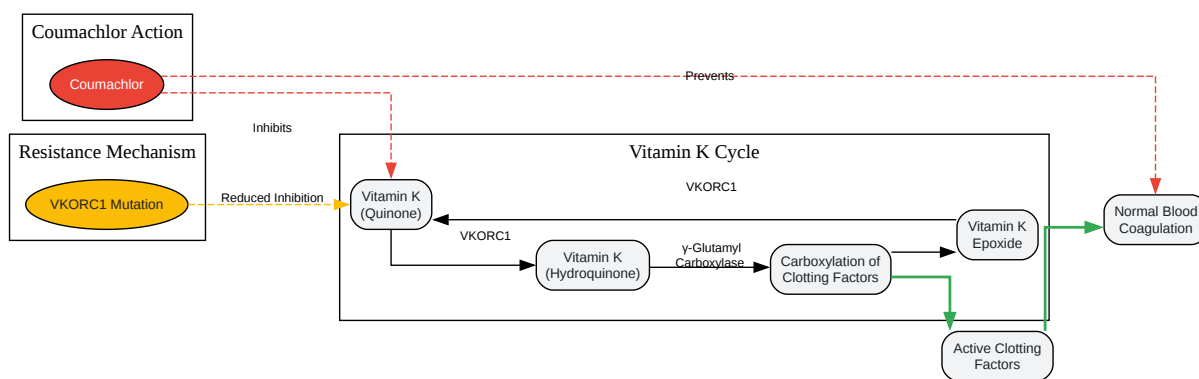 Coumachlor Action
Coumachlor
Prevents
Inhibits
Resistance Mechanism
VKORC1 Mutation
Reduced Inhibition
Vitamin K Cycle
Vitamin K
(Quinone)
VKORC1
VKORC1
Vitamin K
(Hydroquinone)
γ-Glutamyl
Carboxylase
Carboxylation of
Clotting Factors
Vitamin K
Epoxide
Normal Blood
Coagulation
Active Clotting
Factors